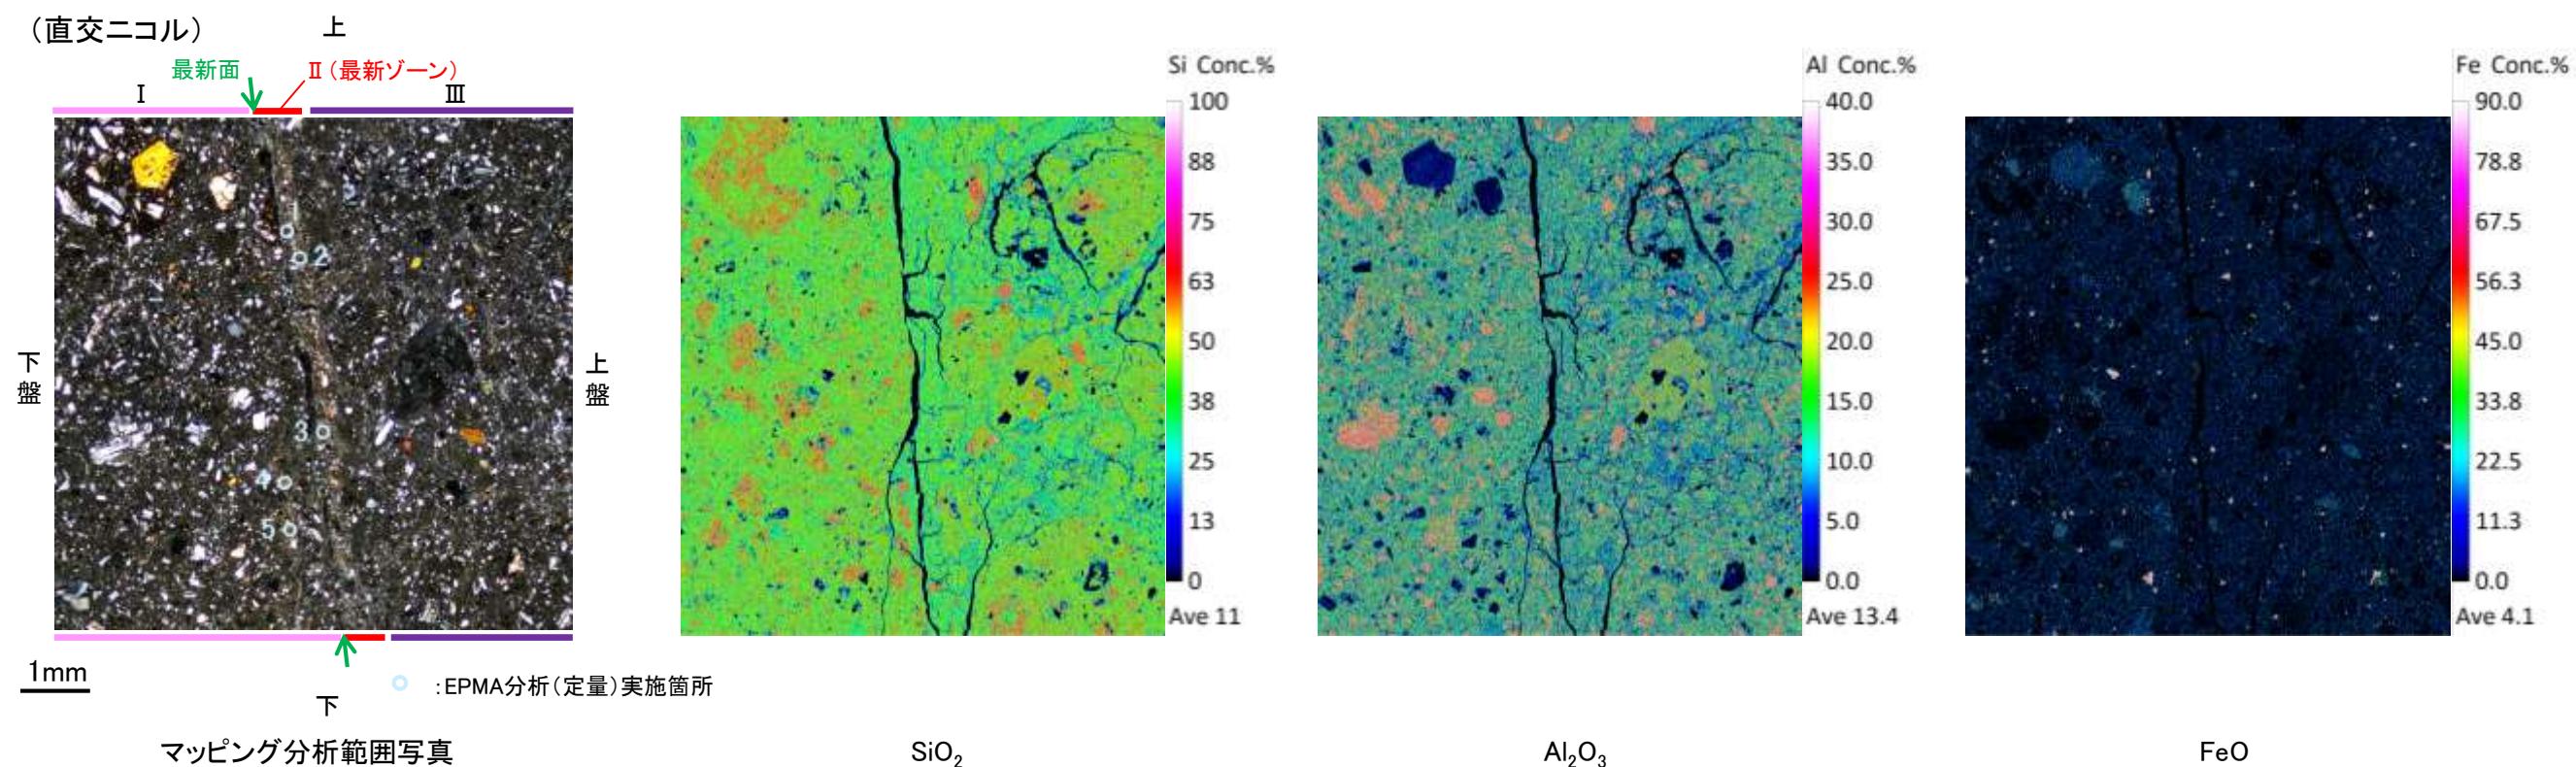 (直交ニコル)
上
最新面
Ⅱ(最新ゾーン)
Ⅰ
Ⅲ
下盤
上盤
2
3
4
5
1mm
:EPMA分析(定量)実施箇所
下
マッピング分析範囲写真
Si Conc.%
100
88
75
63
50
38
25
13
0
Ave 11
SiO₂
Al Conc.%
40.0
35.0
30.0
25.0
20.0
15.0
10.0
5.0
0.0
Ave 13.4
Al₂O₃
Fe Conc.%
90.0
78.8
67.5
56.3
45.0
33.8
22.5
11.3
0.0
Ave 4.1
FeO